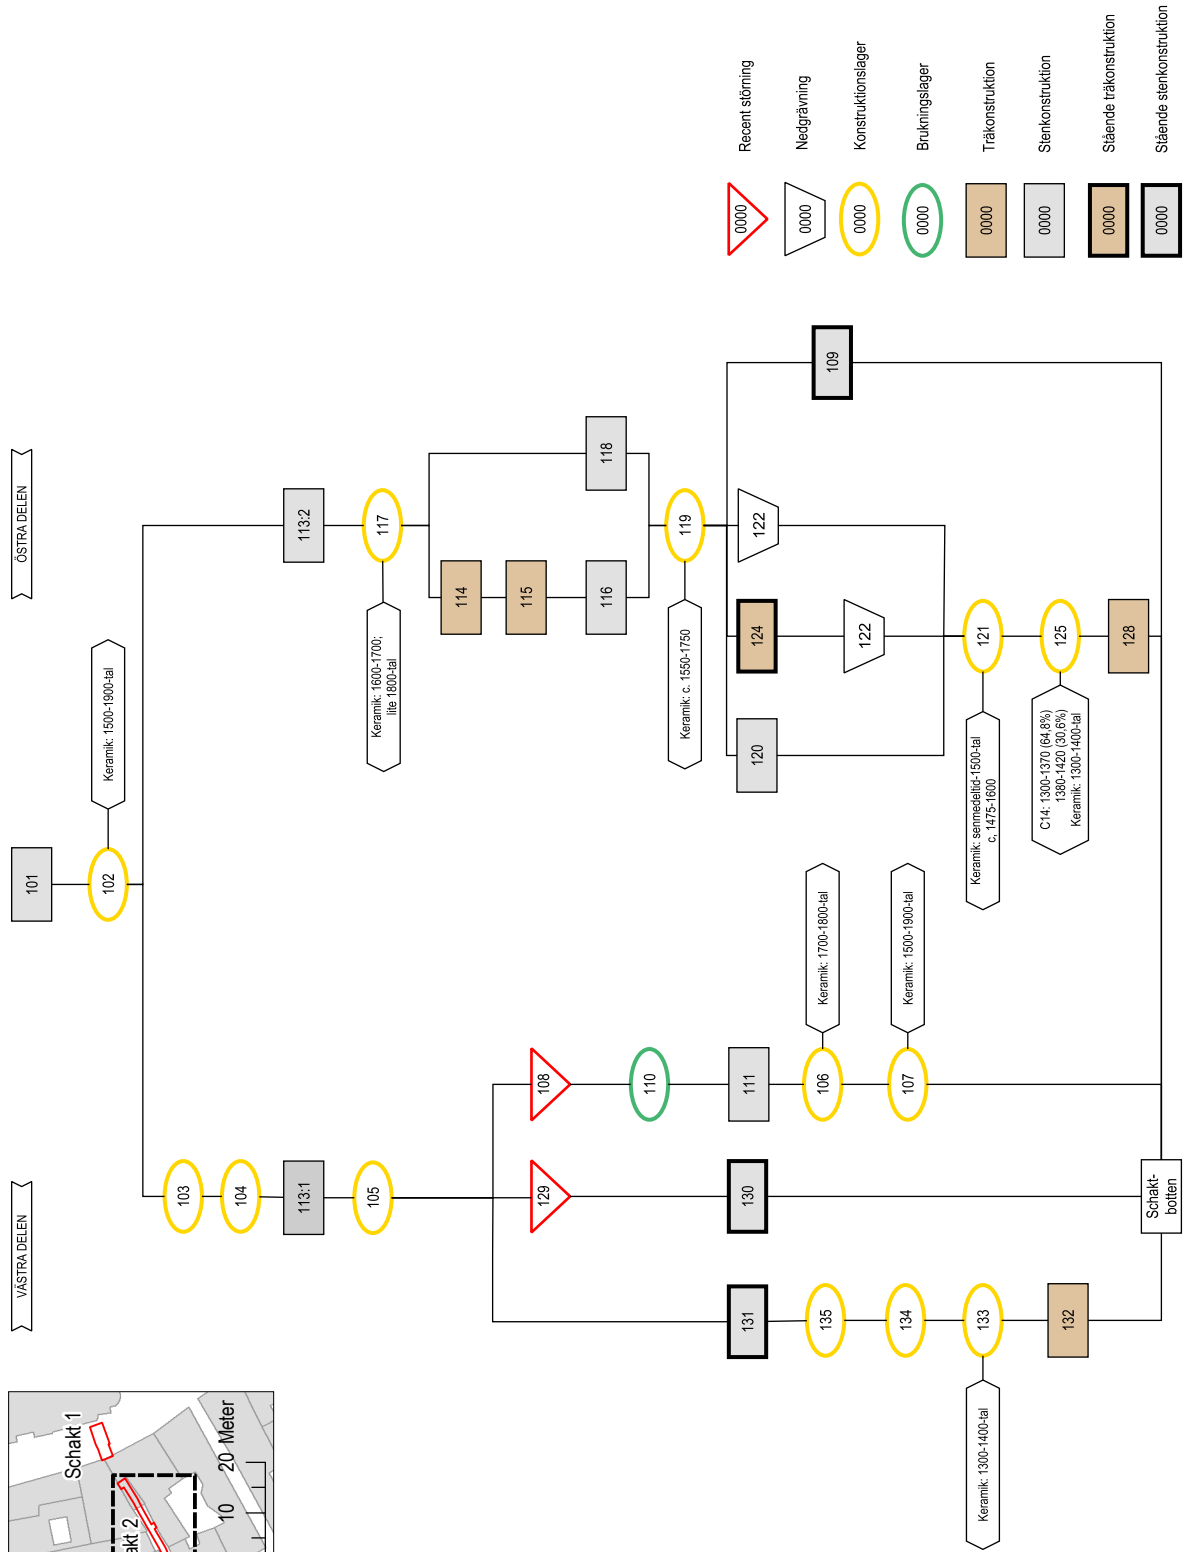 VÄSTRA DELEN
ÖSTRA DELEN
101
102
Keramik: 1500-1900-tal
103
104
113:1
105
113:2
117
Keramik: 1600-1700;
lite 1800-tal
114
115
116
118
119
Keramik: c. 1550-1750
108
129
110
111
130
131
106
Keramik: 1700-1800-tal
107
Keramik: 1500-1900-tal
135
134
133
Keramik: 1300-1400-tal
132
120
124
122
122
109
121
Keramik: senmedeltid-1500-tal
c, 1475-1600
125
C14: 1300-1370 (64,8%)
1380-1420 (30,6%)
Keramik: 1300-1400-tal
128
Schakt-
botten
0000
Recent störning
0000
Nedgrävning
0000
Konstruktionslager
0000
Brukningslager
0000
Träkonstruktion
0000
Stenkonstruktion
0000
Stående träkonstruktion
0000
Stående stenkonstruktion
Schakt 1
akt 2
10
20 Meter